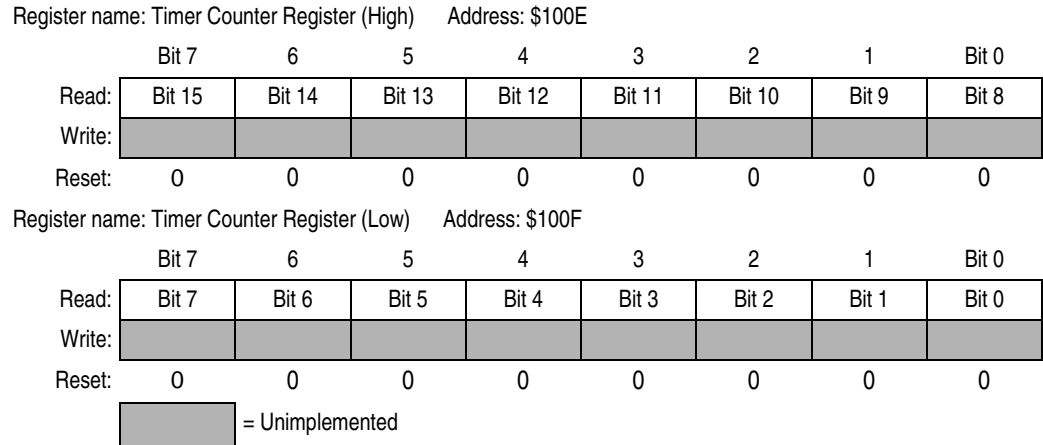 Register name: Timer Counter Register (High) Address: $100E
Bit 7 6 5 4 3 2 1 Bit 0
Read: Bit 15 Bit 14 Bit 13 Bit 12 Bit 11 Bit 10 Bit 9 Bit 8
Write:
Reset: 0 0 0 0 0 0 0 0
Register name: Timer Counter Register (Low) Address: $100F
Bit 7 6 5 4 3 2 1 Bit 0
Read: Bit 7 Bit 6 Bit 5 Bit 4 Bit 3 Bit 2 Bit 1 Bit 0
Write:
Reset: 0 0 0 0 0 0 0 0
= Unimplemented